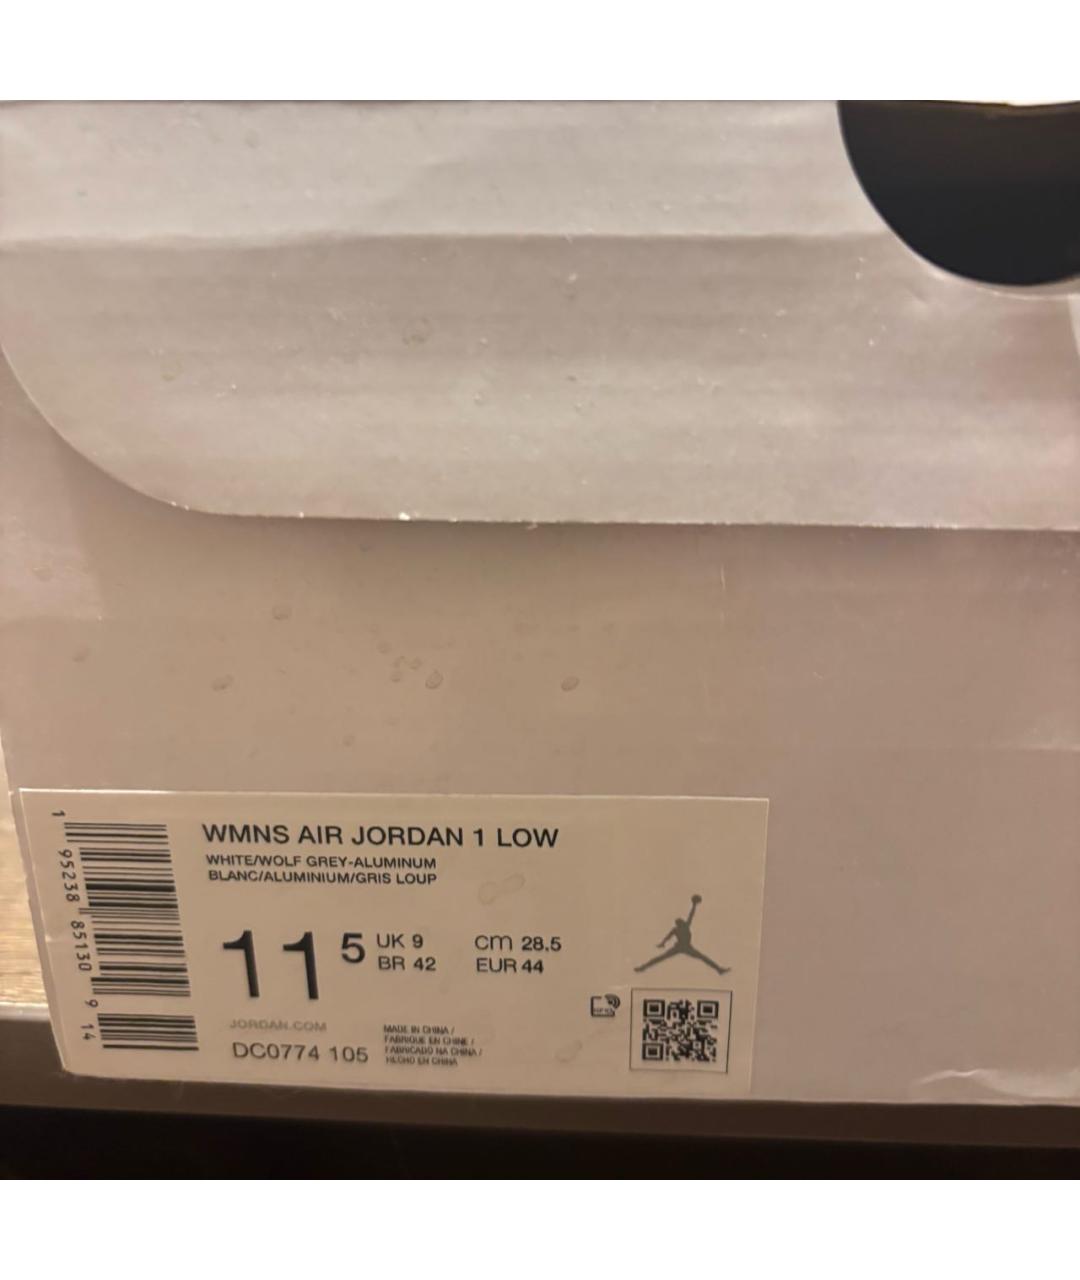 WMNS AIR JORDAN 1 LOW
WHITE/WOLF GREY-ALUMINUM
BLANC/ALUMINIUM/GRIS LOUP
11 5
UK 9
BR 42
cm 28.5
EUR 44
JORDAN.COM
DC0774 105
MADE IN CHINA /
FABRIQUE EN CHINE /
FABRICADO NA CHINA /
HECHO EN CHINA
1 95238 85130 9 14